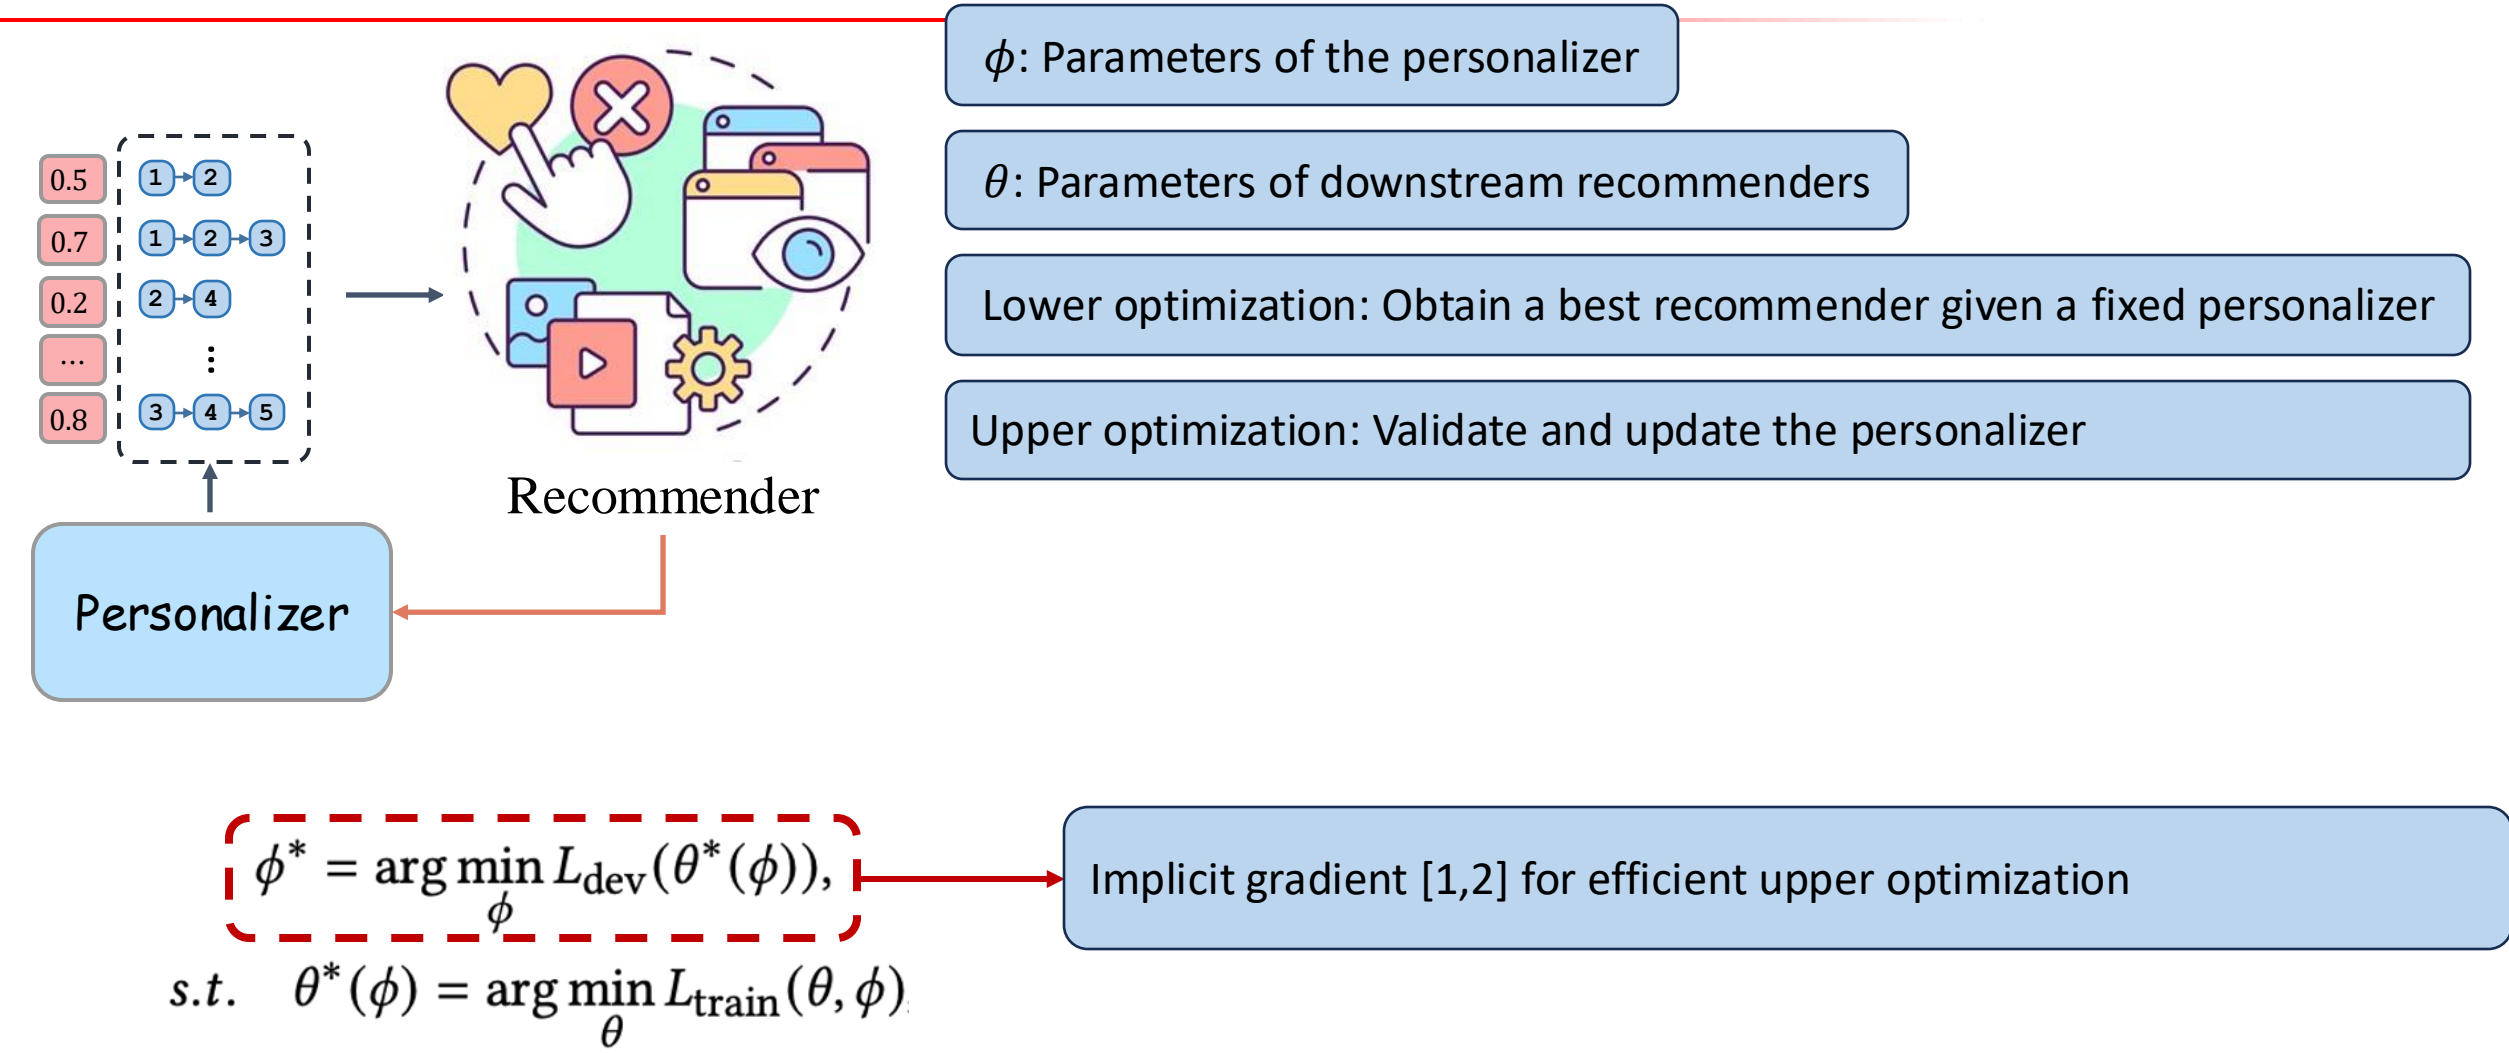 ϕ: Parameters of the personalizer
θ: Parameters of downstream recommenders
Lower optimization: Obtain a best recommender given a fixed personalizer
Upper optimization: Validate and update the personalizer
0.5 1 2
0.7 1 2 3
0.2 2 4
... ⋮
0.8 3 4 5
Recommender
Personalizer
ϕ* = arg min_ϕ L_dev(θ*(ϕ)),
Implicit gradient [1,2] for efficient upper optimization
s.t. θ*(ϕ) = arg min_θ L_train(θ, ϕ).